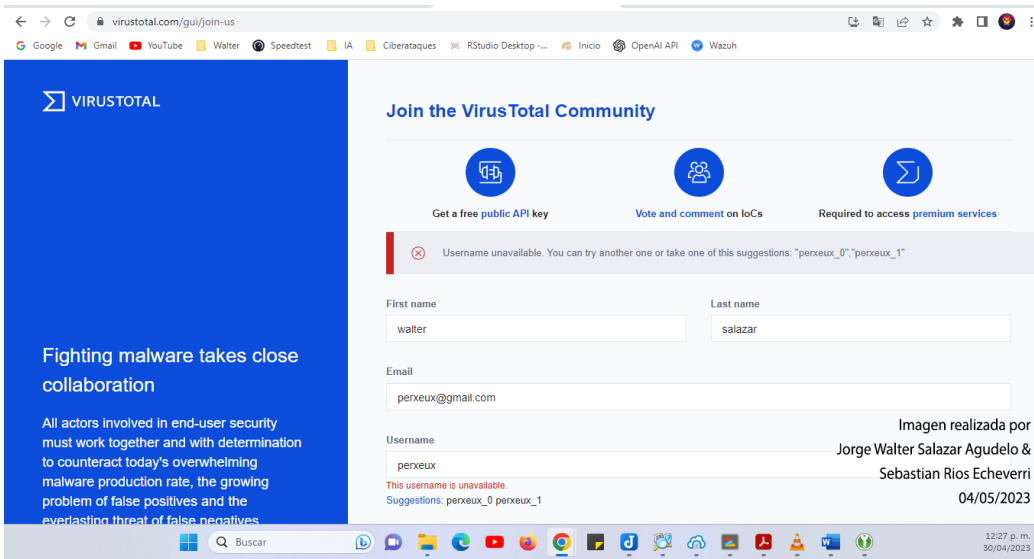 virustotal.com/gui/join-us
Google Gmail YouTube Walter Speedtest IA Ciberataques RStudio Desktop -... Inicio OpenAI API Wazuh
VIRUSTOTAL
Join the VirusTotal Community
Get a free public API key
Vote and comment on IoCs
Required to access premium services
Username unavailable. You can try another one or take one of this suggestions: "perxeux_0","perxeux_1"
First name
Last name
walter
salazar
Fighting malware takes close
collaboration
Email
perxeux@gmail.com
All actors involved in end-user security
must work together and with determination
to counteract today's overwhelming
malware production rate, the growing
problem of false positives and the
everlasting threat of false negatives
Username
perxeux
This username is unavailable.
Suggestions: perxeux_0 perxeux_1
Imagen realizada por
Jorge Walter Salazar Agudelo &
Sebastian Rios Echeverri
04/05/2023
Buscar
12:27 p. m.
30/04/2023